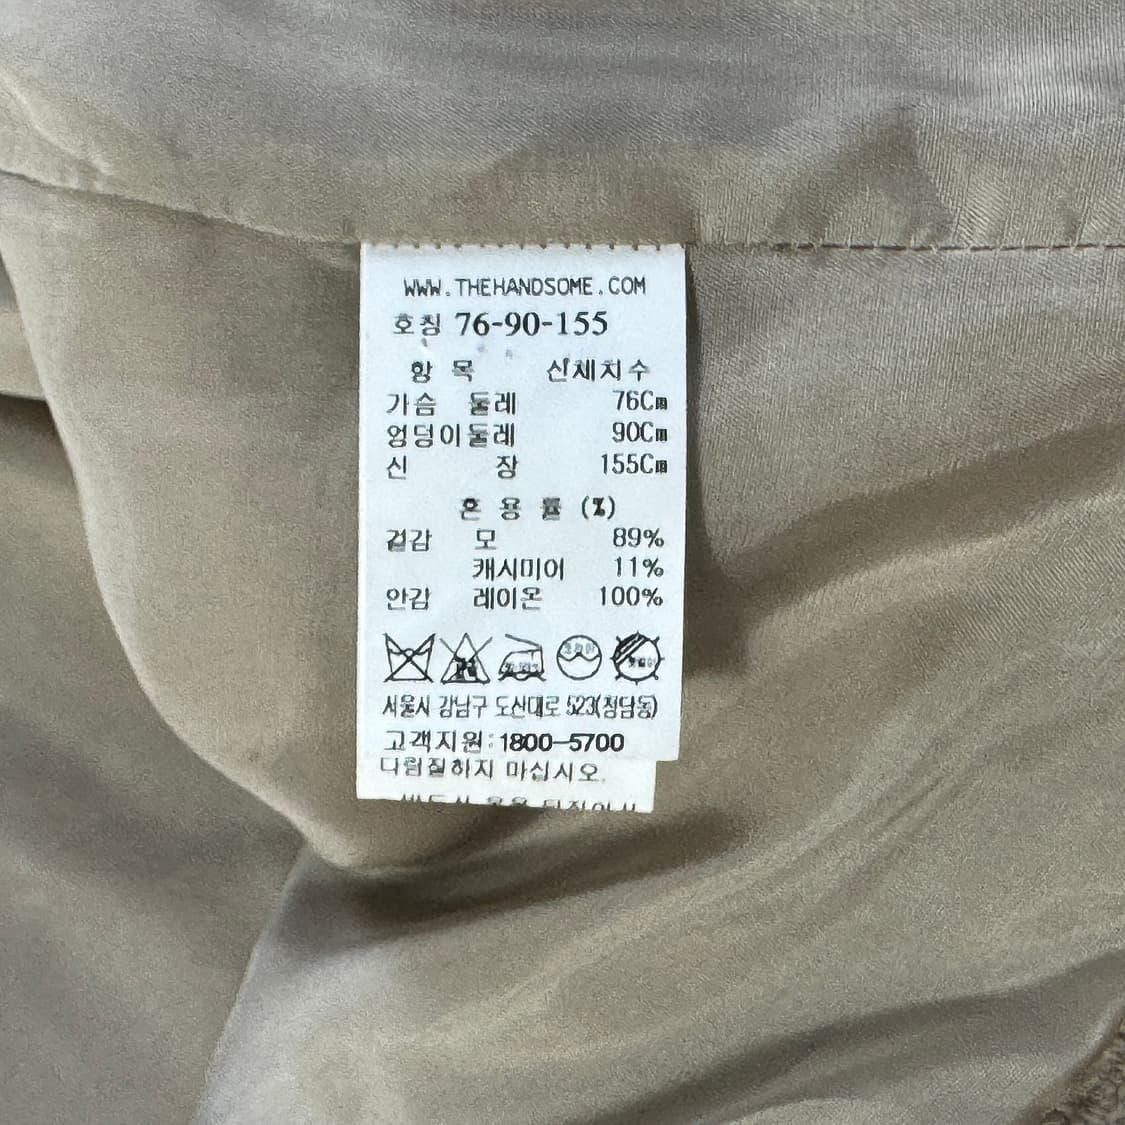 WWW.THEHANDSOME.COM
호칭 76-90-155
항 목 신체치수
가슴 둘레 76Cm
엉덩이둘레 90Cm
신 장 155Cm
혼 용 률 (%)
겉감 모 89%
캐시미어 11%
안감 레이온 100%
서울시 강남구 도산대로 523(청담동)
고객지원:1800-5700
다림질하지 마십시오.